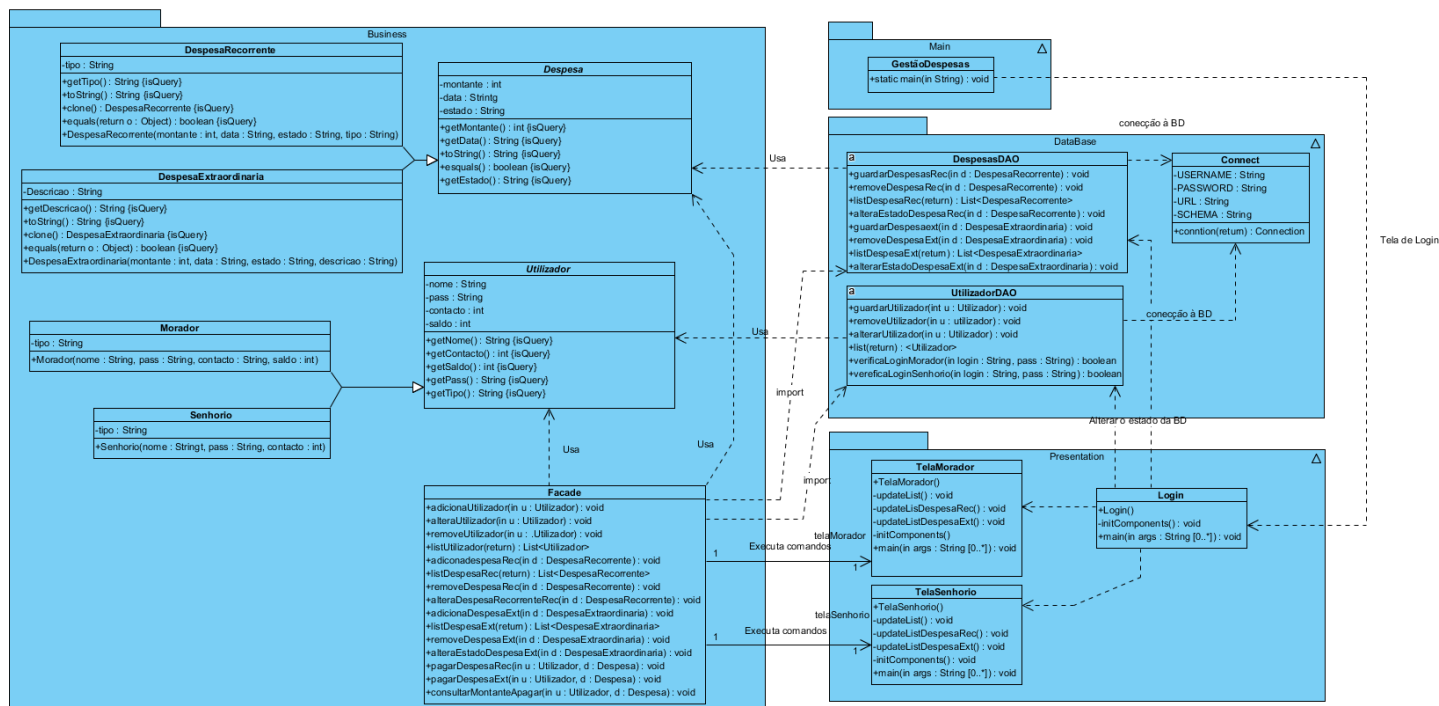 Business
DespesaRecorrente
-tipo : String
+getTipo() : String {isQuery}
+toString() : String {isQuery}
+clone() : DespesaRecorrente {isQuery}
+equals(return o : Object) : boolean {isQuery}
+DespesaRecorrente(montante : int, data : String, estado : String, tipo : String)
DespesaExtraordinaria
-Descricao : String
+getDescricao() : String {isQuery}
+toString() : String {isQuery}
+clone() : DespesaExtraordinaria {isQuery}
+equals(return o : Object) : boolean {isQuery}
+DespesaExtraordinaria(montante : int, data : String, estado : String, descricao : String)
Despesa
-montante : int
-data : Strintg
-estado : String
+getMontante() : int {isQuery}
+getData() : String {isQuery}
+toString() : String {isQuery}
+esquals() : boolean {isQuery}
+getEstado() : String {isQuery}
Utilizador
-nome : String
-pass : String
-contacto : int
-saldo : int
+getNome() : String {isQuery}
+getContacto() : int {isQuery}
+getSaldo() : int {isQuery}
+getPass() : String {isQuery}
+getTipo() : String {isQuery}
Morador
-tipo : String
+Morador(nome : String, pass : String, contacto : String, saldo : int)
Senhorio
-tipo : String
+Senhorio(nome : Stringt, pass : String, contacto : int)
Usa
Usa
Facade
+adicionaUtilizador(in u : Utilizador) : void
+alteraUtilizador(in u : Utilizador) : void
+removeUtilizador(in u : .Utilizador) : void
+listUtilizador(return) : List<Utilizador>
+adiconadespesaRec(in d : DespesaRecorrente) : void
+listDespesaRec(return) : List<DespesaRecorrente>
+removeDespesaRec(in d : DespesaRecorrente) : void
+alteraDespesaRecorrenteRec(in d : DespesaRecorrente) : void
+adicionaDespesaExt(in d : DespesaExtraordinaria) : void
+listDespesaExt(return) : List<DespesaExtraordinaria>
+removeDespesaExt(in d : DespesaExtraordinaria) : void
+alteraEstadoDespesaExt(in d : DespesaExtraordinaria) : void
+pagarDespesaRec(in u : Utilizador, d : Despesa) : void
+pagarDespesaExt(in u : Utilizador, d : Despesa) : void
+consultarMontanteApagar(in u : Utilizador, d : Despesa) : void
Main
GestãoDespesas
+static main(in String) : void
conecção à BD
DataBase
Usa
a
DespesasDAO
+guardarDespesasRec(in d : DespesaRecorrente) : void
+removeDespesasRec(in d : DespesaRecorrente) : void
+listDespesaRec(return) : List<DespesaRecorrente>
+alteraEstadoDespesaRec(in d : DespesaRecorrente) : void
+guardarDespesaext(in d : DespesaExtraordinaria) : void
+removeDespesaExt(in d : DespesaExtraordinaria) : void
+listDespesaExt(return) : List<DespesaExtraordinaria>
+alterarEstadoDespesaExt(in d : DespesaExtraordinaria) : void
Connect
-USERNAME : String
-PASSWORD : String
-URL : String
-SCHEMA : String
+conntion(return) : Connection
Tela de Login
a
UtilizadorDAO
+guardarUtilizador(int u : Utilizador) : void
+removeUtilizador(in u : utilizador) : void
+alterarUtilizador(in u : Utilizador) : void
+list(return) : <Utilizador>
+verificaLoginMorador(in login : String, pass : String) : boolean
+vereficaLoginSenhorio(in login : String, pass : String) : boolean
Usa
conecção à BD
import
Alterar o estado da BD
import
Presentation
TelaMorador
+TelaMorador()
-updateList() : void
-updateLisDespesaRec() : void
-updateListDespesaExt() : void
-initComponents()
+main(in args : String [0..*]) : void
Login
+Login()
-initComponents() : void
+main(in args : String [0..*]) : void
telaMorador
Executa comandos
1
1
TelaSenhorio
+TelaSenhorio()
-updateList() : void
-updateListDespesaRec() : void
-updateListDespesaExt() : void
-initComponents()
+main(in args : String [0..*]) : void
telaSenhorio
Executa comandos
1
1